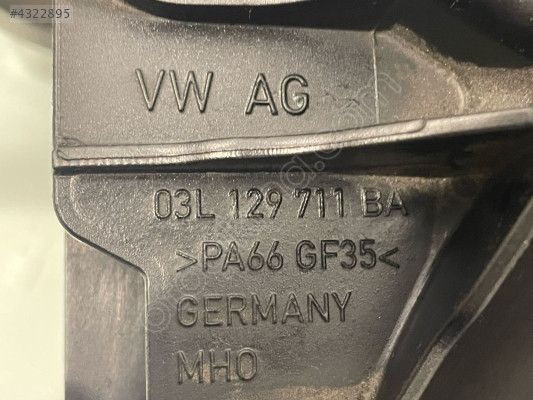 #4322895
VW AG
03L 129 711 BA
>PA66 GF35<
GERMANY
MHO